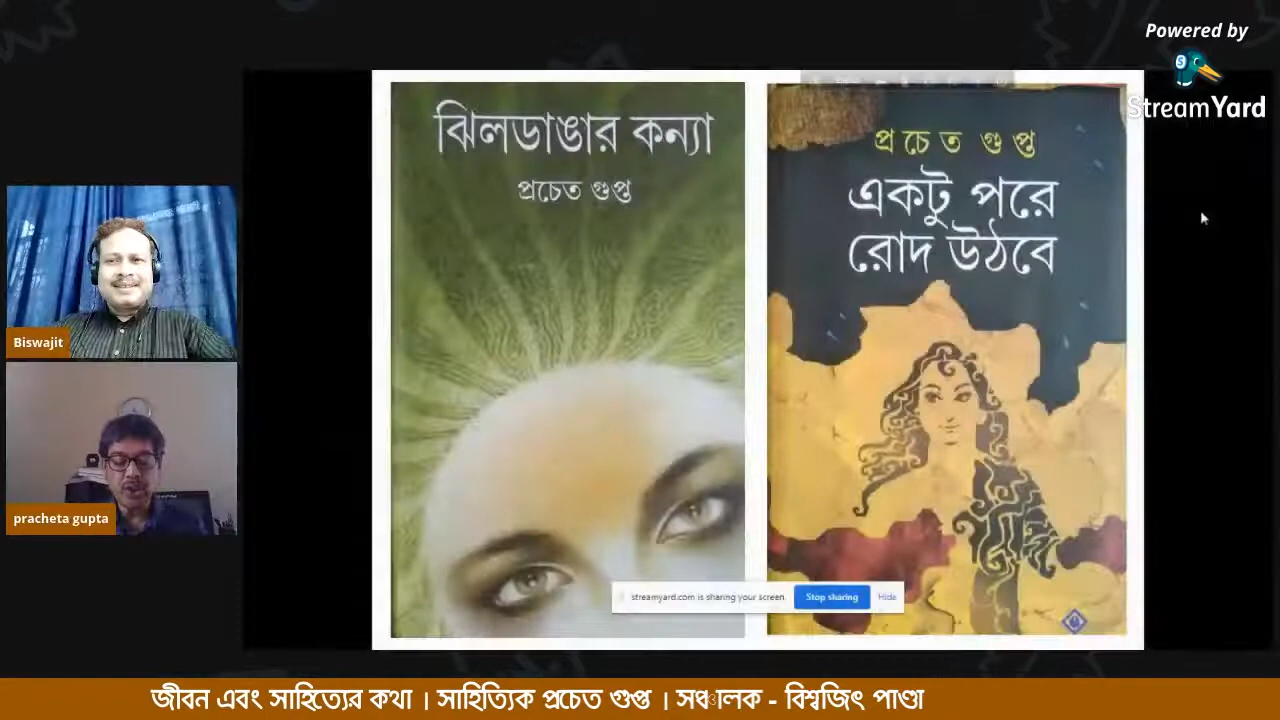 Powered by
StreamYard
ঝিলডাঙার কন্যা
প্রচেত গুপ্ত
প্রচেত গুপ্ত
একটু পরে
রোদ উঠবে
Biswajit
pracheta gupta
streamyard.com is sharing your screen.
Stop sharing
Hide
জীবন এবং সাহিত্যের কথা । সাহিত্যিক প্রচেত গুপ্ত । সঞ্চালক - বিশ্বজিৎ পাণ্ডা